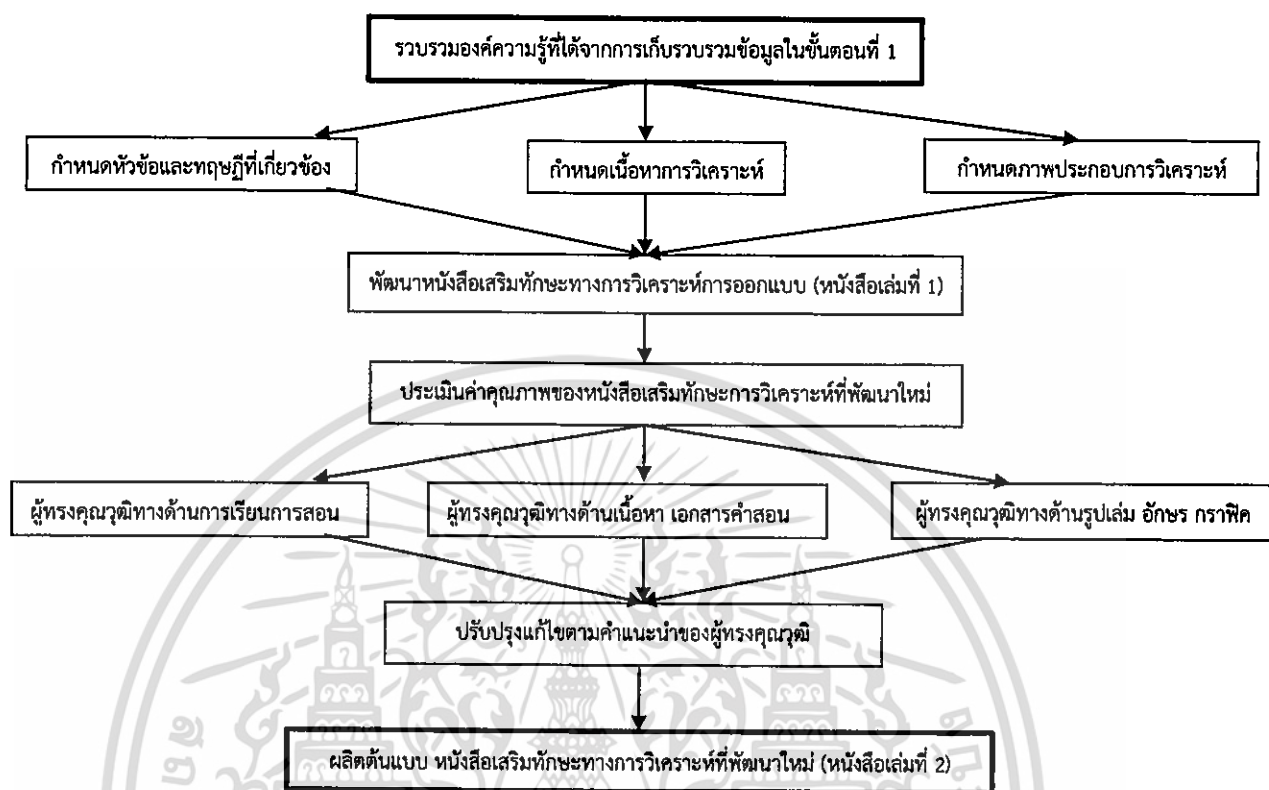 รวบรวมองค์ความรู้ที่ได้จากการเก็บรวบรวมข้อมูลในขั้นตอนที่ 1
กำหนดหัวข้อและทฤษฎีที่เกี่ยวข้อง
กำหนดเนื้อหาการวิเคราะห์
กำหนดภาพประกอบการวิเคราะห์
พัฒนาหนังสือเสริมทักษะทางการวิเคราะห์การออกแบบ (หนังสือเล่มที่ 1)
ประเมินค่าคุณภาพของหนังสือเสริมทักษะการวิเคราะห์ที่พัฒนาใหม่
ผู้ทรงคุณวุฒิทางด้านการเรียนการสอน
ผู้ทรงคุณวุฒิทางด้านเนื้อหา เอกสารคำสอน
ผู้ทรงคุณวุฒิทางด้านรูปเล่ม อักษร กราฟิค
ปรับปรุงแก้ไขตามคำแนะนำของผู้ทรงคุณวุฒิ
ผลิตต้นแบบ หนังสือเสริมทักษะทางการวิเคราะห์ที่พัฒนาใหม่ (หนังสือเล่มที่ 2)